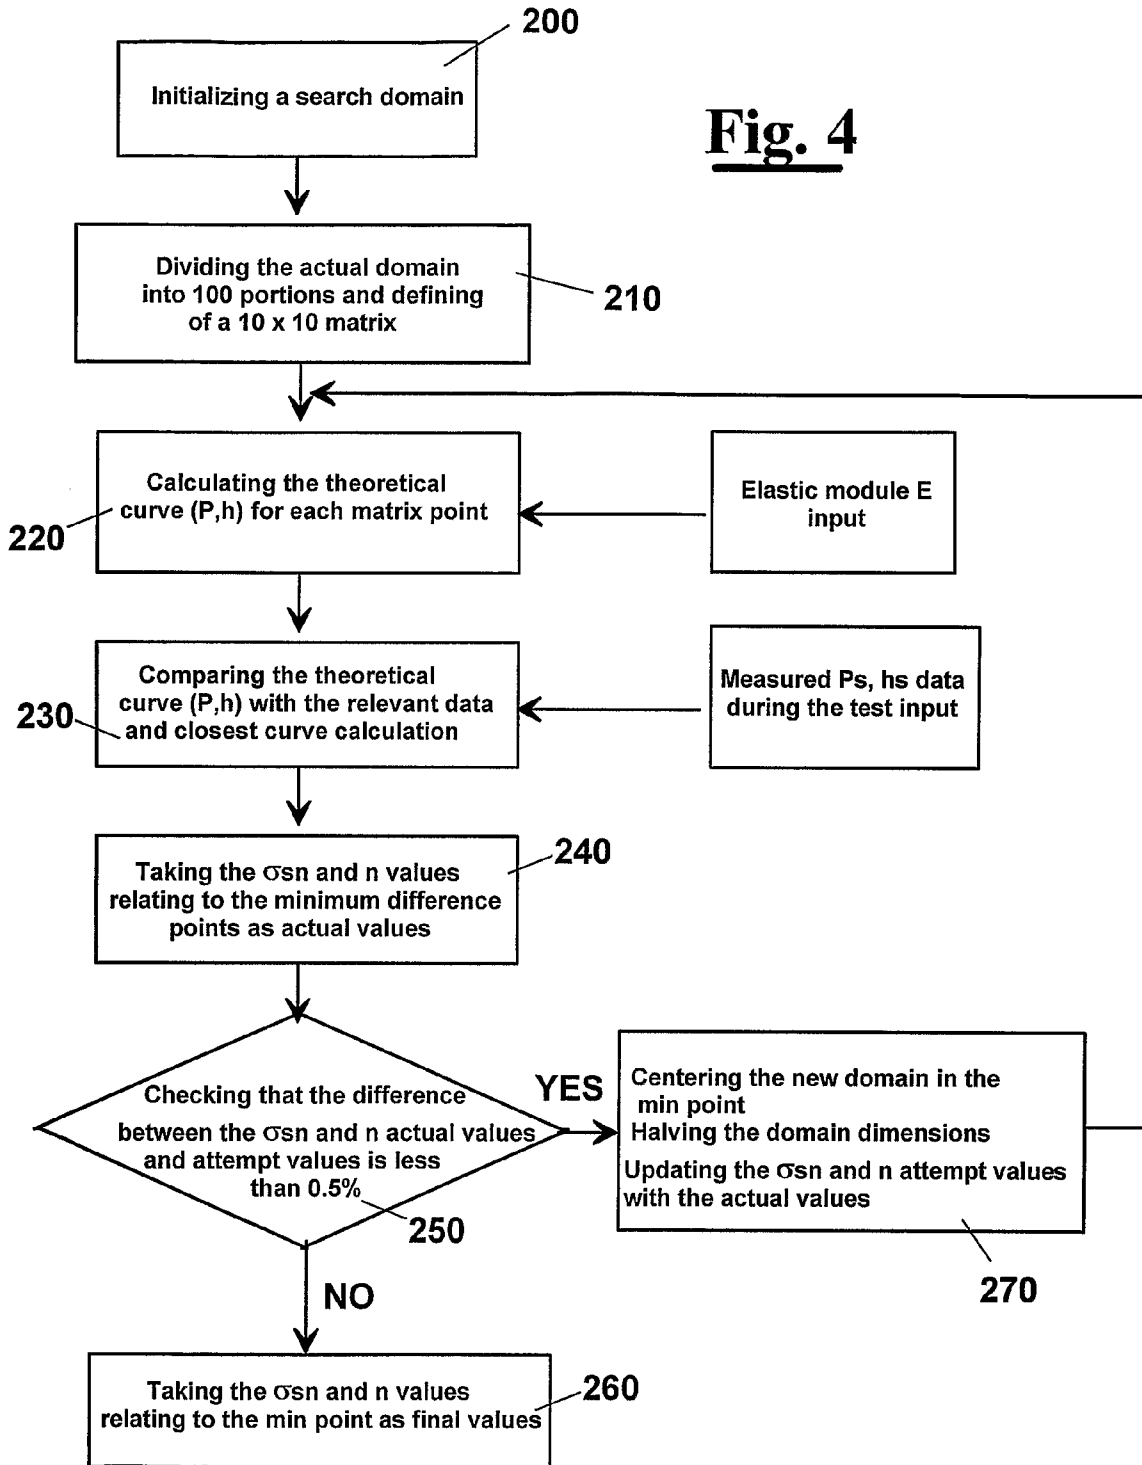 200
Initializing a search domain
Fig. 4
Dividing the actual domain
into 100 portions and defining
of a 10 x 10 matrix
210
Calculating the theoretical
curve (P,h) for each matrix point
220
Elastic module E
input
Comparing the theoretical
curve (P,h) with the relevant data
and closest curve calculation
230
Measured Ps, hs data
during the test input
Taking the σsn and n values
relating to the minimum difference
points as actual values
240
Checking that the difference
between the σsn and n actual values
and attempt values is less
than 0.5%
250
YES
Centering the new domain in the
min point
Halving the domain dimensions
Updating the σsn and n attempt values
with the actual values
270
NO
Taking the σsn and n values
relating to the min point as final values
260